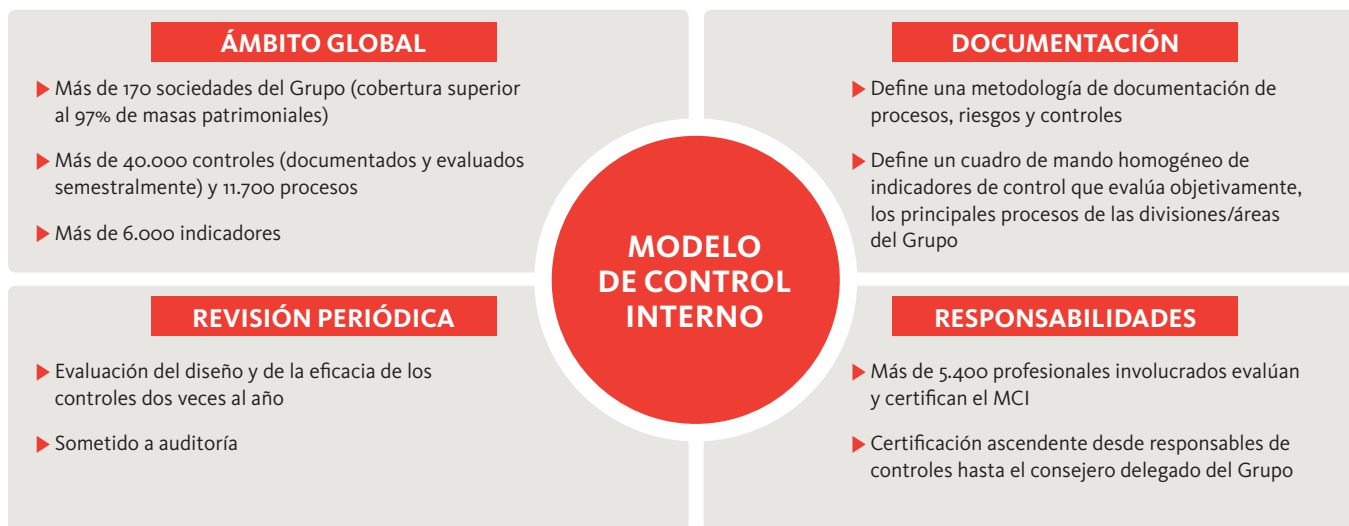 ÁMBITO GLOBAL
Más de 170 sociedades del Grupo (cobertura superior
al 97% de masas patrimoniales)
Más de 40.000 controles (documentados y evaluados
semestralmente) y 11.700 procesos
Más de 6.000 indicadores
DOCUMENTACIÓN
Define una metodología de documentación de
procesos, riesgos y controles
Define un cuadro de mando homogéneo de
indicadores de control que evalúa objetivamente,
los principales procesos de las divisiones/áreas
del Grupo
MODELO
DE CONTROL
INTERNO
REVISIÓN PERIÓDICA
Evaluación del diseño y de la eficacia de los
controles dos veces al año
Sometido a auditoría
RESPONSABILIDADES
Más de 5.400 profesionales involucrados evalúan
y certifican el MCI
Certificación ascendente desde responsables de
controles hasta el consejero delegado del Grupo